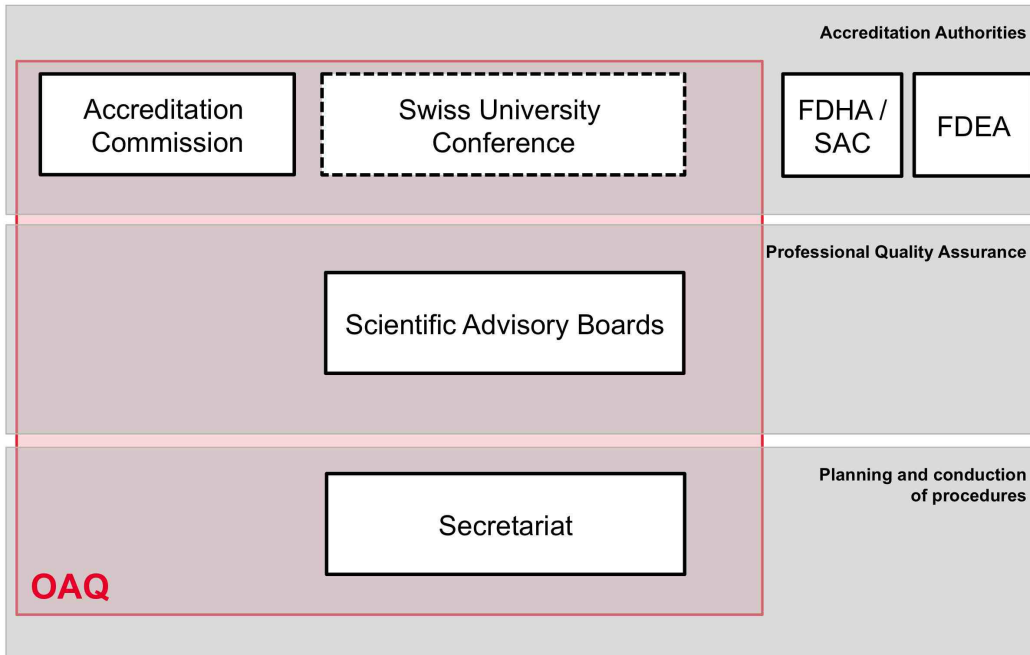 Accreditation Authorities
Accreditation
Commission
Swiss University
Conference
FDHA /
SAC
FDEA
Professional Quality Assurance
Scientific Advisory Boards
Planning and conduction
of procedures
Secretariat
OAQ